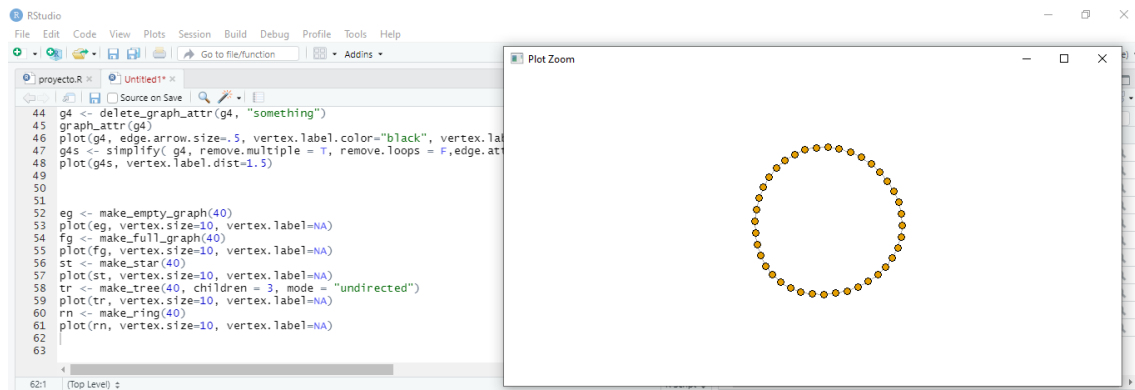 RStudio
File Edit Code View Plots Session Build Debug Profile Tools Help
Go to file/function
Addins
proyecto.R
Untitled1*
Source on Save
44 g4 <- delete_graph_attr(g4, "something")
45 graph_attr(g4)
46 plot(g4, edge.arrow.size=.5, vertex.label.color="black", vertex.lab
47 g4s <- simplify( g4, remove.multiple = T, remove.loops = F,edge.att
48 plot(g4s, vertex.label.dist=1.5)
49
50
51
52 eg <- make_empty_graph(40)
53 plot(eg, vertex.size=10, vertex.label=NA)
54 fg <- make_full_graph(40)
55 plot(fg, vertex.size=10, vertex.label=NA)
56 st <- make_star(40)
57 plot(st, vertex.size=10, vertex.label=NA)
58 tr <- make_tree(40, children = 3, mode = "undirected")
59 plot(tr, vertex.size=10, vertex.label=NA)
60 rn <- make_ring(40)
61 plot(rn, vertex.size=10, vertex.label=NA)
62
63
62:1 (Top Level)
Plot Zoom